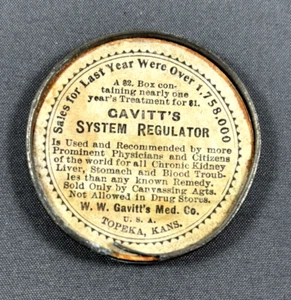 Sales for Last Year Were Over 1,758,000
A $2. Box con-
taining nearly one
year's Treatment for $1.
GAVITT'S
SYSTEM REGULATOR
Is Used and Recommended by more
Prominent Physicians and Citizens
of the world for all Chronic Kidney
Liver, Stomach and Blood Troub-
les than any known Remedy.
Sold Only by Canvassing Agts.
Not Allowed in Drug Stores.
W. W. Gavitt's Med. Co.
U. S. A.
TOPEKA, KANS.